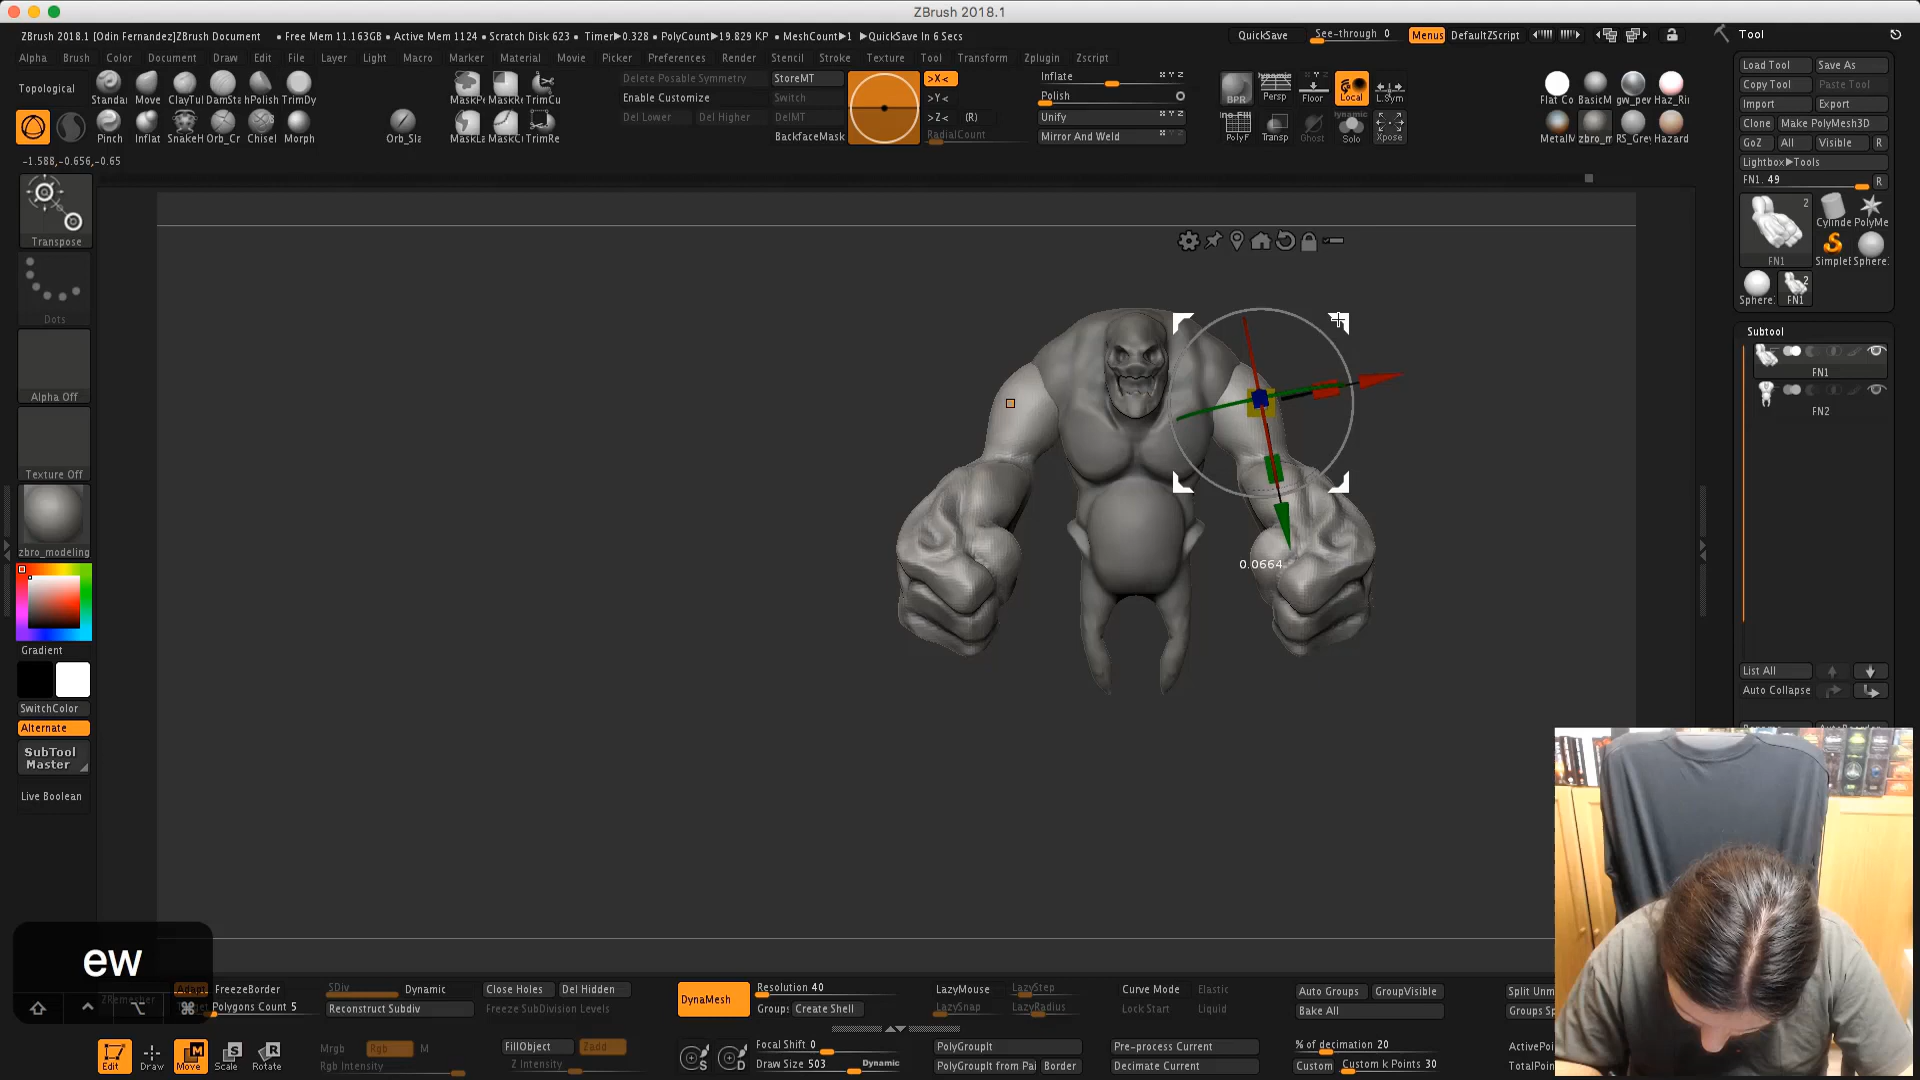 ZBrush 2018.1
ZBrush 2018.1 [Odin Fernandez]ZBrush Document ● Free Mem 11.163GB ● Active Mem 1124 ● Scratch Disk 623 ● Timer▶0.328 ● PolyCount▶19.829 KP ● MeshCount▶1 ▶QuickSave In 6 Secs QuickSave See-through 0 Menus DefaultZScript Tool
Alpha Brush Color Document Draw Edit File Layer Light Macro Marker Material Movie Picker Preferences Render Stencil Stroke Texture Tool Transform Zplugin Zscript
Load Tool Save As
Topological Standa Move ClayTu DamSta hPolish TrimDy MaskPe MaskRe TrimCu Delete Posable Symmetry StoreMT >X< Inflate X Y Z BPR Dynamic Persp Floor Local L.Sym Flat Co BasicM gw_pev Haz_Ri Copy Tool Paste Tool
Enable Customize Switch >Y< Polish Import Export
Del Lower Del Higher DelMT >Z< (R) Unify X Y Z Clone Make PolyMesh3D
Pinch Inflat SnakeH Orb_Cr Chisel Morph Orb_Sla MaskLa MaskCi TrimRe BackfaceMask RadialCount Mirror And Weld X Y Z PolyF Transp Ghost Dynamic Solo Xpose MetalM zbro_m RS_Grey Hazard GoZ All Visible R
-1.588,-0.656,-0.65 Lightbox▶Tools
FN1. 49 R
2
Transpose Cylinde PolyMe
FN1 Simplel Sphere:
2
Sphere. FN1
Dots
Subtool
FN1
Alpha Off
FN2
Texture Off
zbro_modeling
0.0664
Gradient List All
Auto Collapse
SwitchColor
Alternate
SubTool
Master
Live Boolean
ew
FreezeBorder SDiv Dynamic Close Holes Del Hidden DynaMesh Resolution 40 LazyMouse LazyStep Curve Mode Elastic Auto Groups GroupVisible Split Unm
ZRemesher Polygons Count 5 Reconstruct Subdiv Freeze SubDivision Levels Groups Create Shell LazySnap LazyRadius Lock Start Liquid Bake All Groups Sp
Edit Draw Move Scale Rotate Mrgb Rgb M FillObject Zadd S D Focal Shift 0 PolyGroupIt Pre-process Current % of decimation 20 ActivePoi
Rgb Intensity Z Intensity Draw Size 503 Dynamic PolyGroupIt from Pai Border Decimate Current Custom Custom k Points 30 TotalPoi